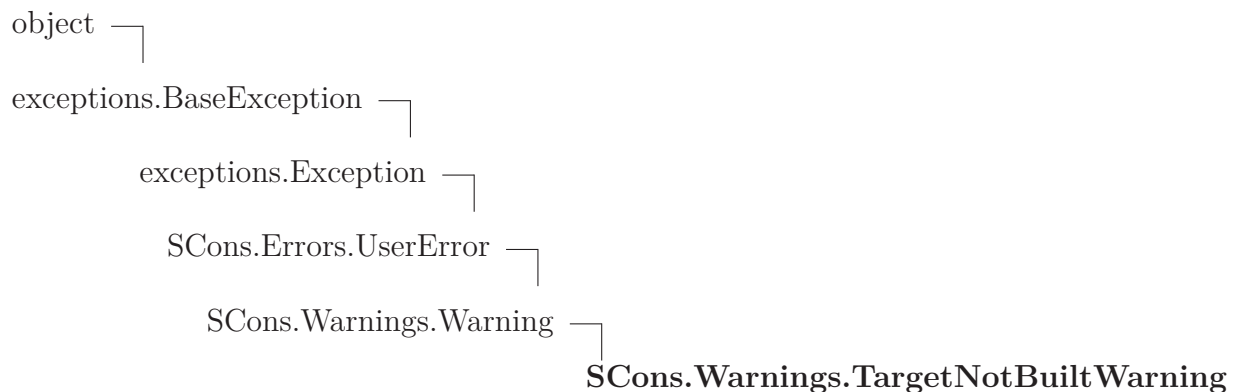 object
exceptions.BaseException
exceptions.Exception
SCons.Errors.UserError
SCons.Warnings.Warning
SCons.Warnings.TargetNotBuiltWarning